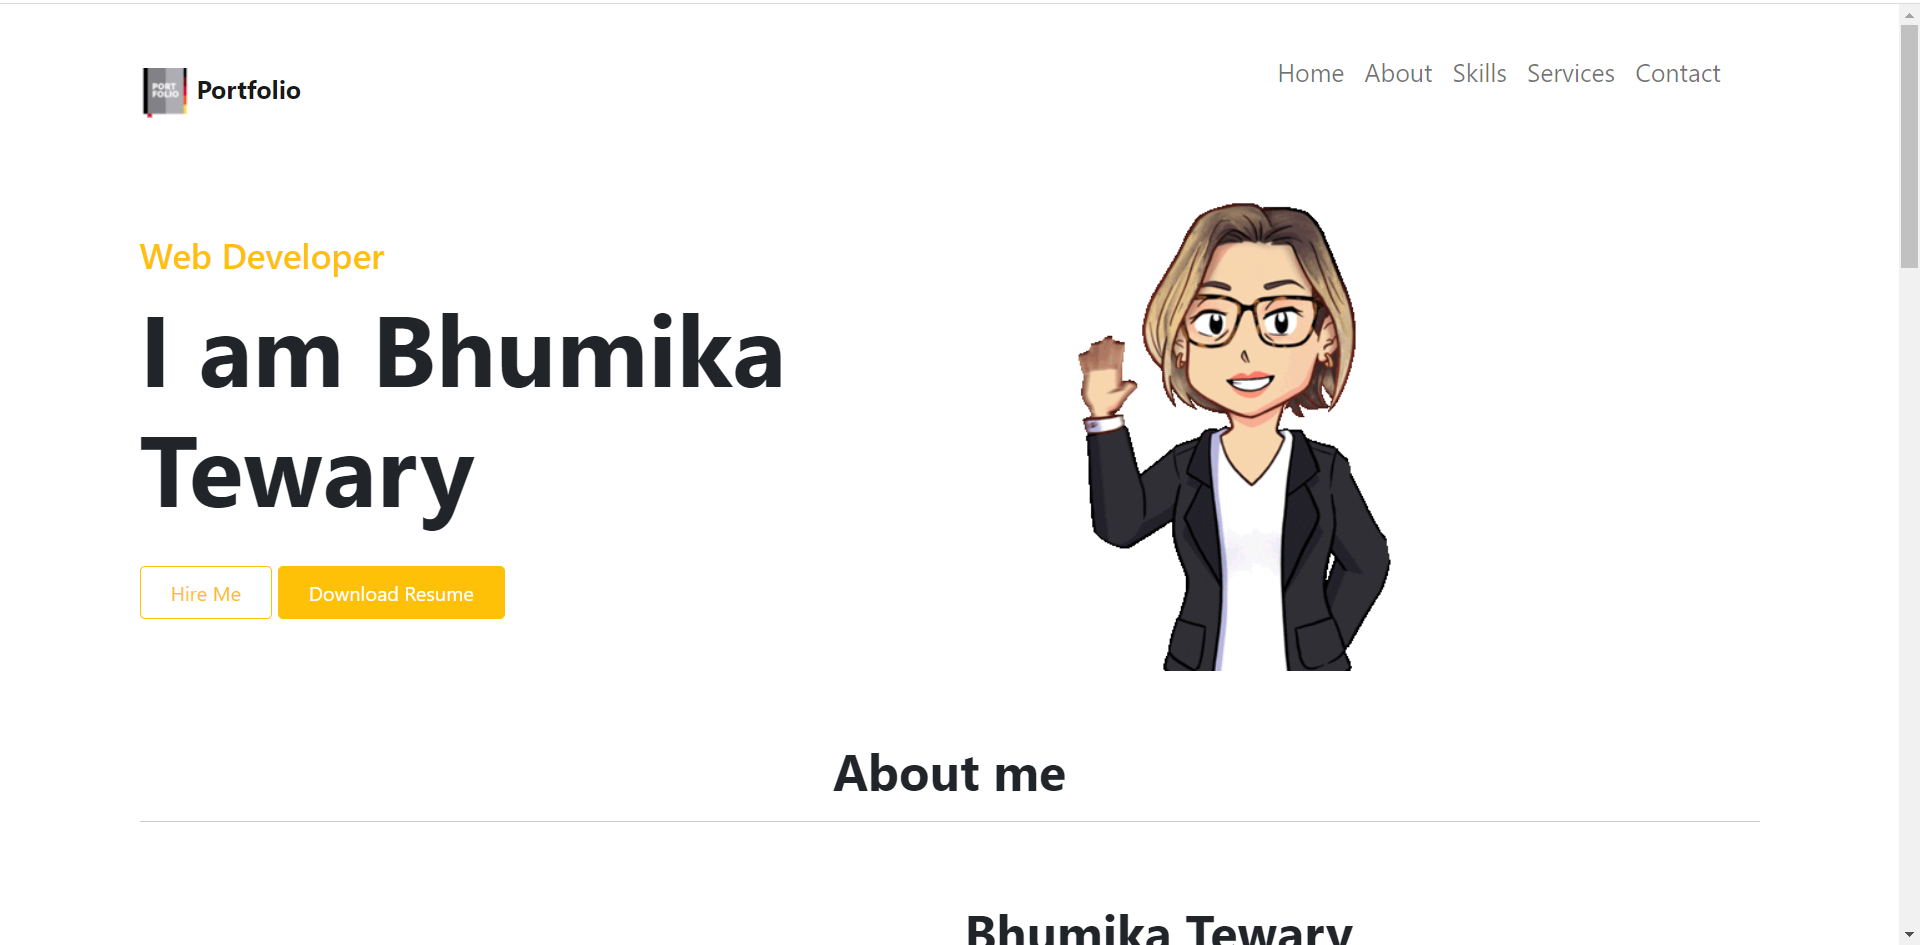 PORT
FOLIO
Portfolio
Home About Skills Services Contact
Web Developer
I am Bhumika
Tewary
Hire Me Download Resume
About me
Bhumika Tewary